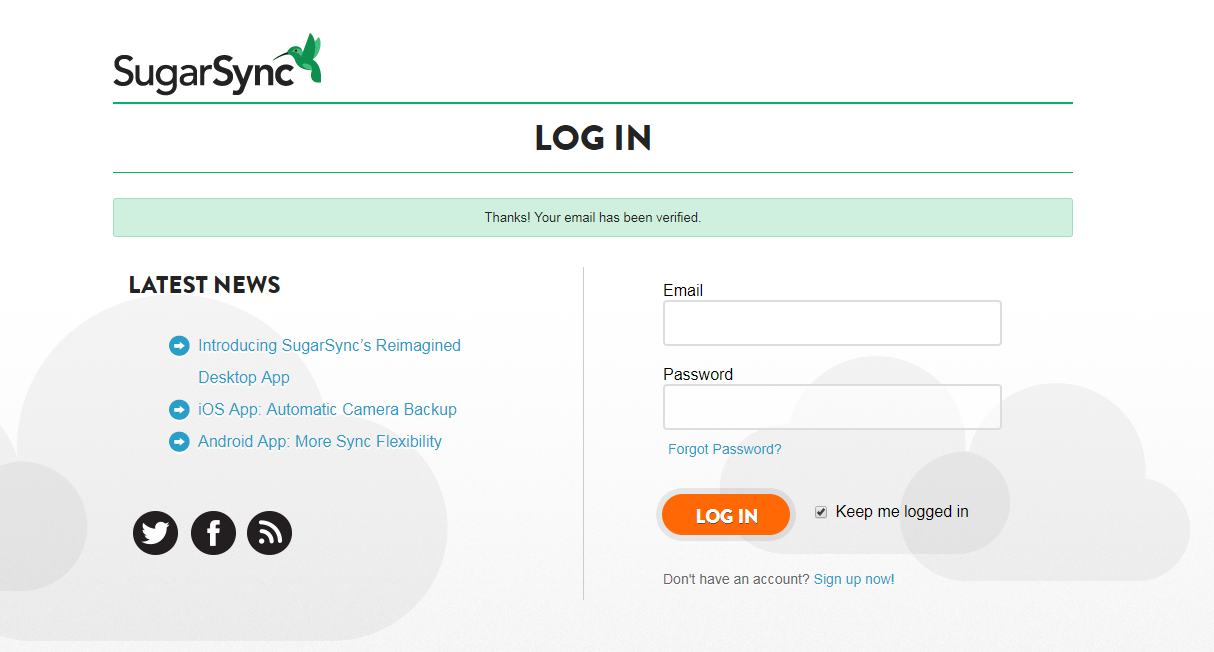 SugarSync
LOG IN
Thanks! Your email has been verified.
LATEST NEWS
Introducing SugarSync’s Reimagined
Desktop App
iOS App: Automatic Camera Backup
Android App: More Sync Flexibility
Email
Password
Forgot Password?
LOG IN
Keep me logged in
Don't have an account? Sign up now!